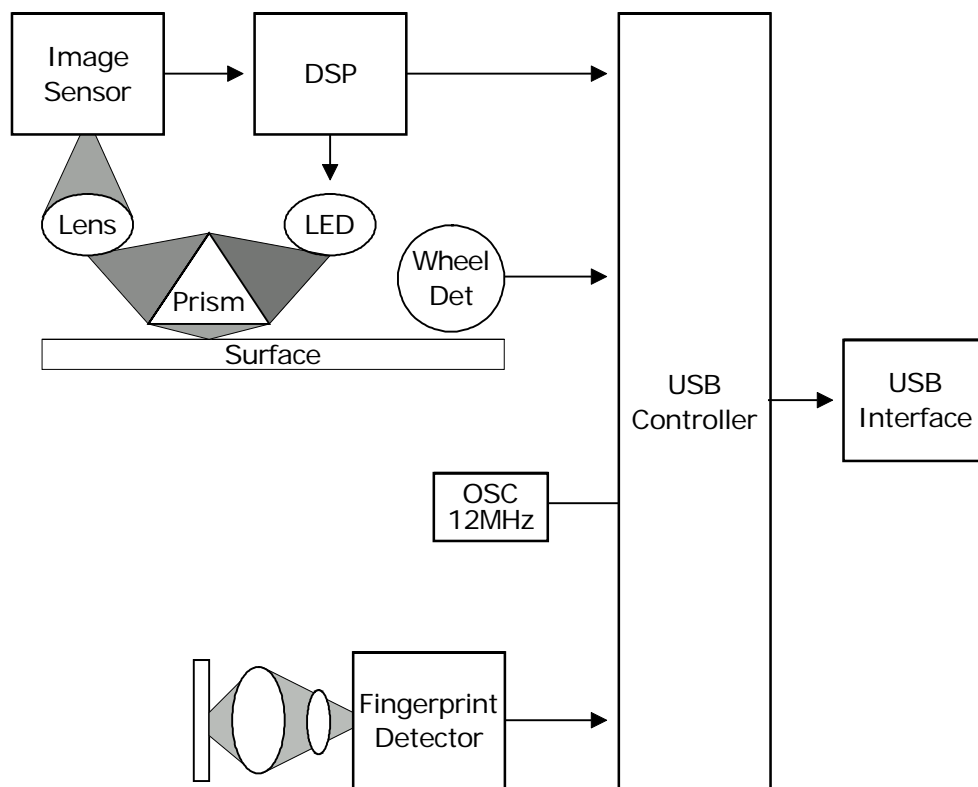 Image
Sensor
DSP
Lens
LED
Wheel
Det
Prism
Surface
USB
Controller
USB
Interface
OSC
12MHz
Fingerprint
Detector